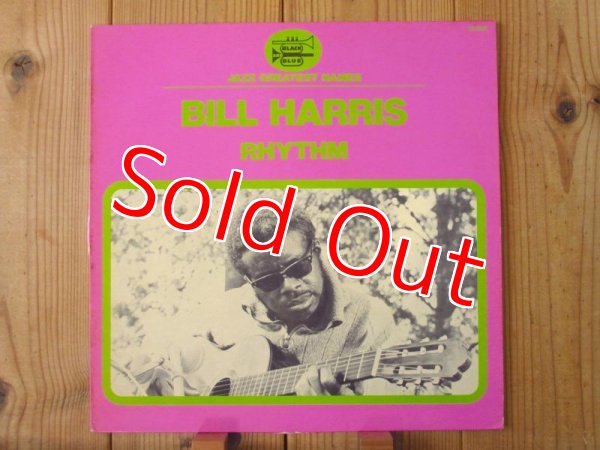 BLACK
BLUE
JAZZ GREATEST NAMES
BILL HARRIS
RHYTHM
Sold Out